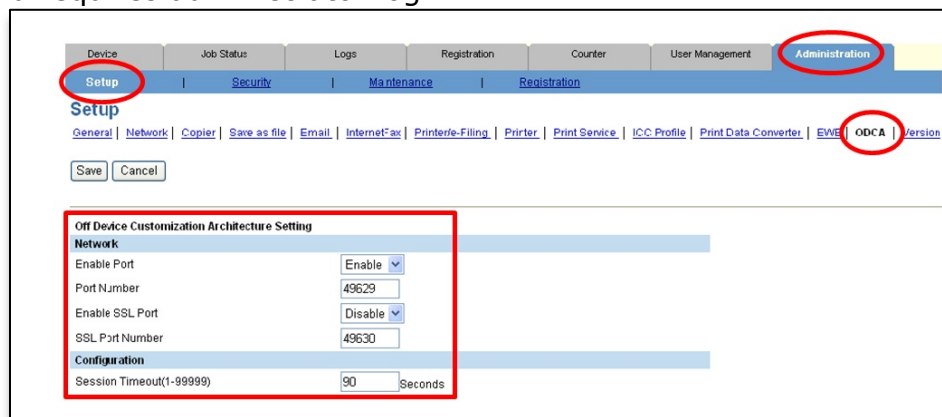 Device Job Status Logs Registration Counter User Management Administration
Setup | Security | Maintenance | Registration
Setup
General | Network | Copier | Save as file | Email | InternetFax | Printer/e-Filing | Printer | Print Service | ICC Profile | Print Data Converter | EWB | ODCA | Version
Save Cancel
Off Device Customization Architecture Setting
Network
Enable Port Enable
Port Number 49629
Enable SSL Port Disable
SSL Port Number 49630
Configuration
Session Timeout(1-99999) 90 Seconds